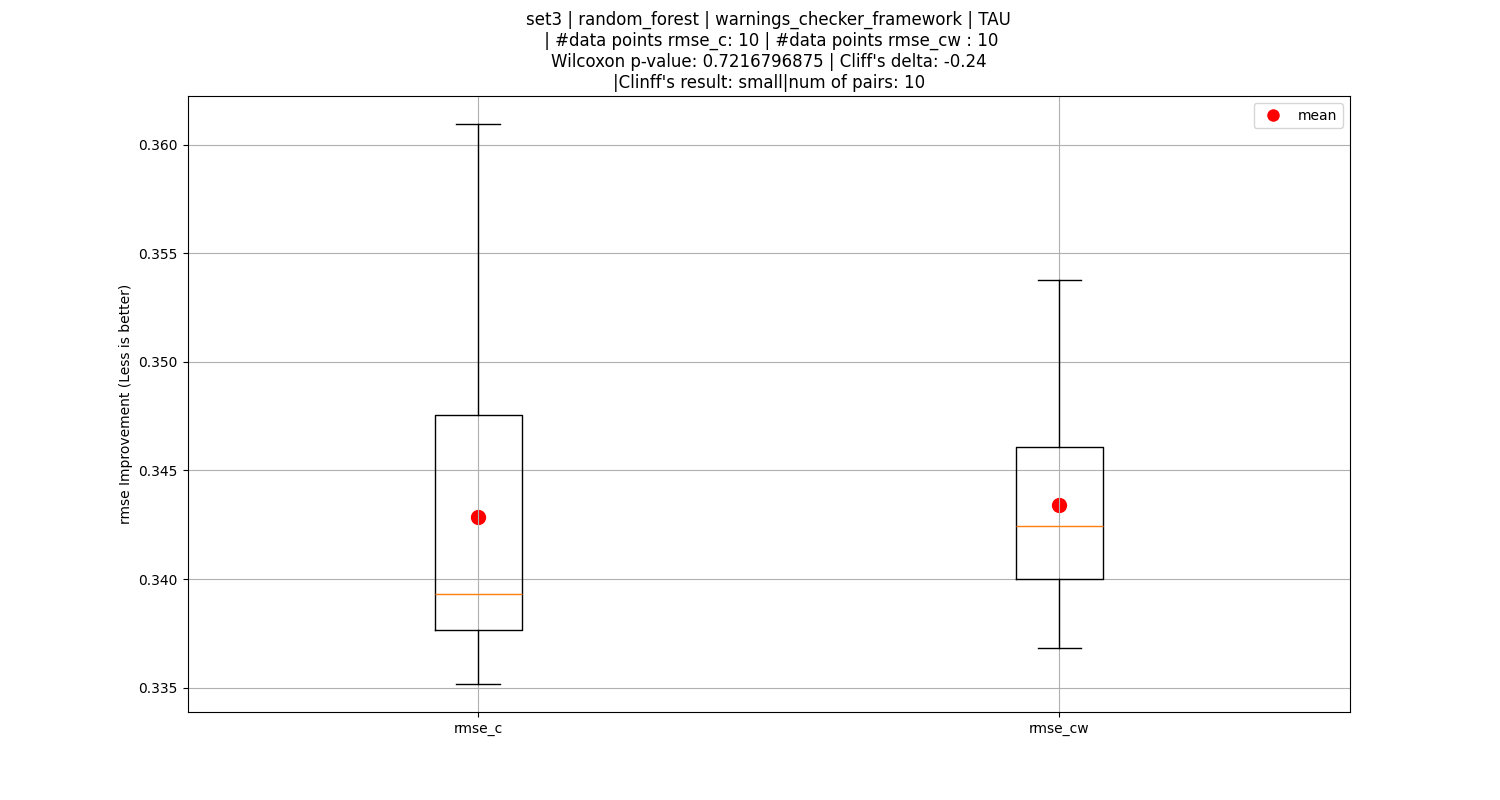 set3 | random_forest | warnings_checker_framework | TAU
| #data points rmse_c: 10 | #data points rmse_cw : 10
Wilcoxon p-value: 0.7216796875 | Cliff's delta: -0.24
|Clinff's result: small|num of pairs: 10
mean
rmse Improvement (Less is better)
0.360
0.355
0.350
0.345
0.340
0.335
rmse_c
rmse_cw